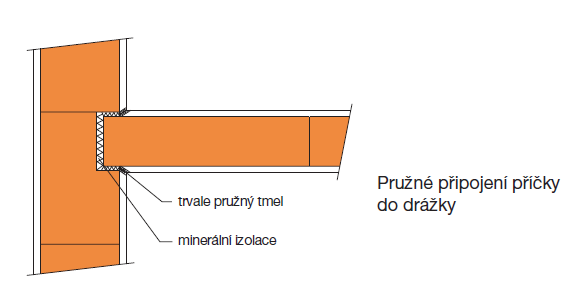 Pružné připojení příčky
do drážky
trvale pružný tmel
minerální izolace